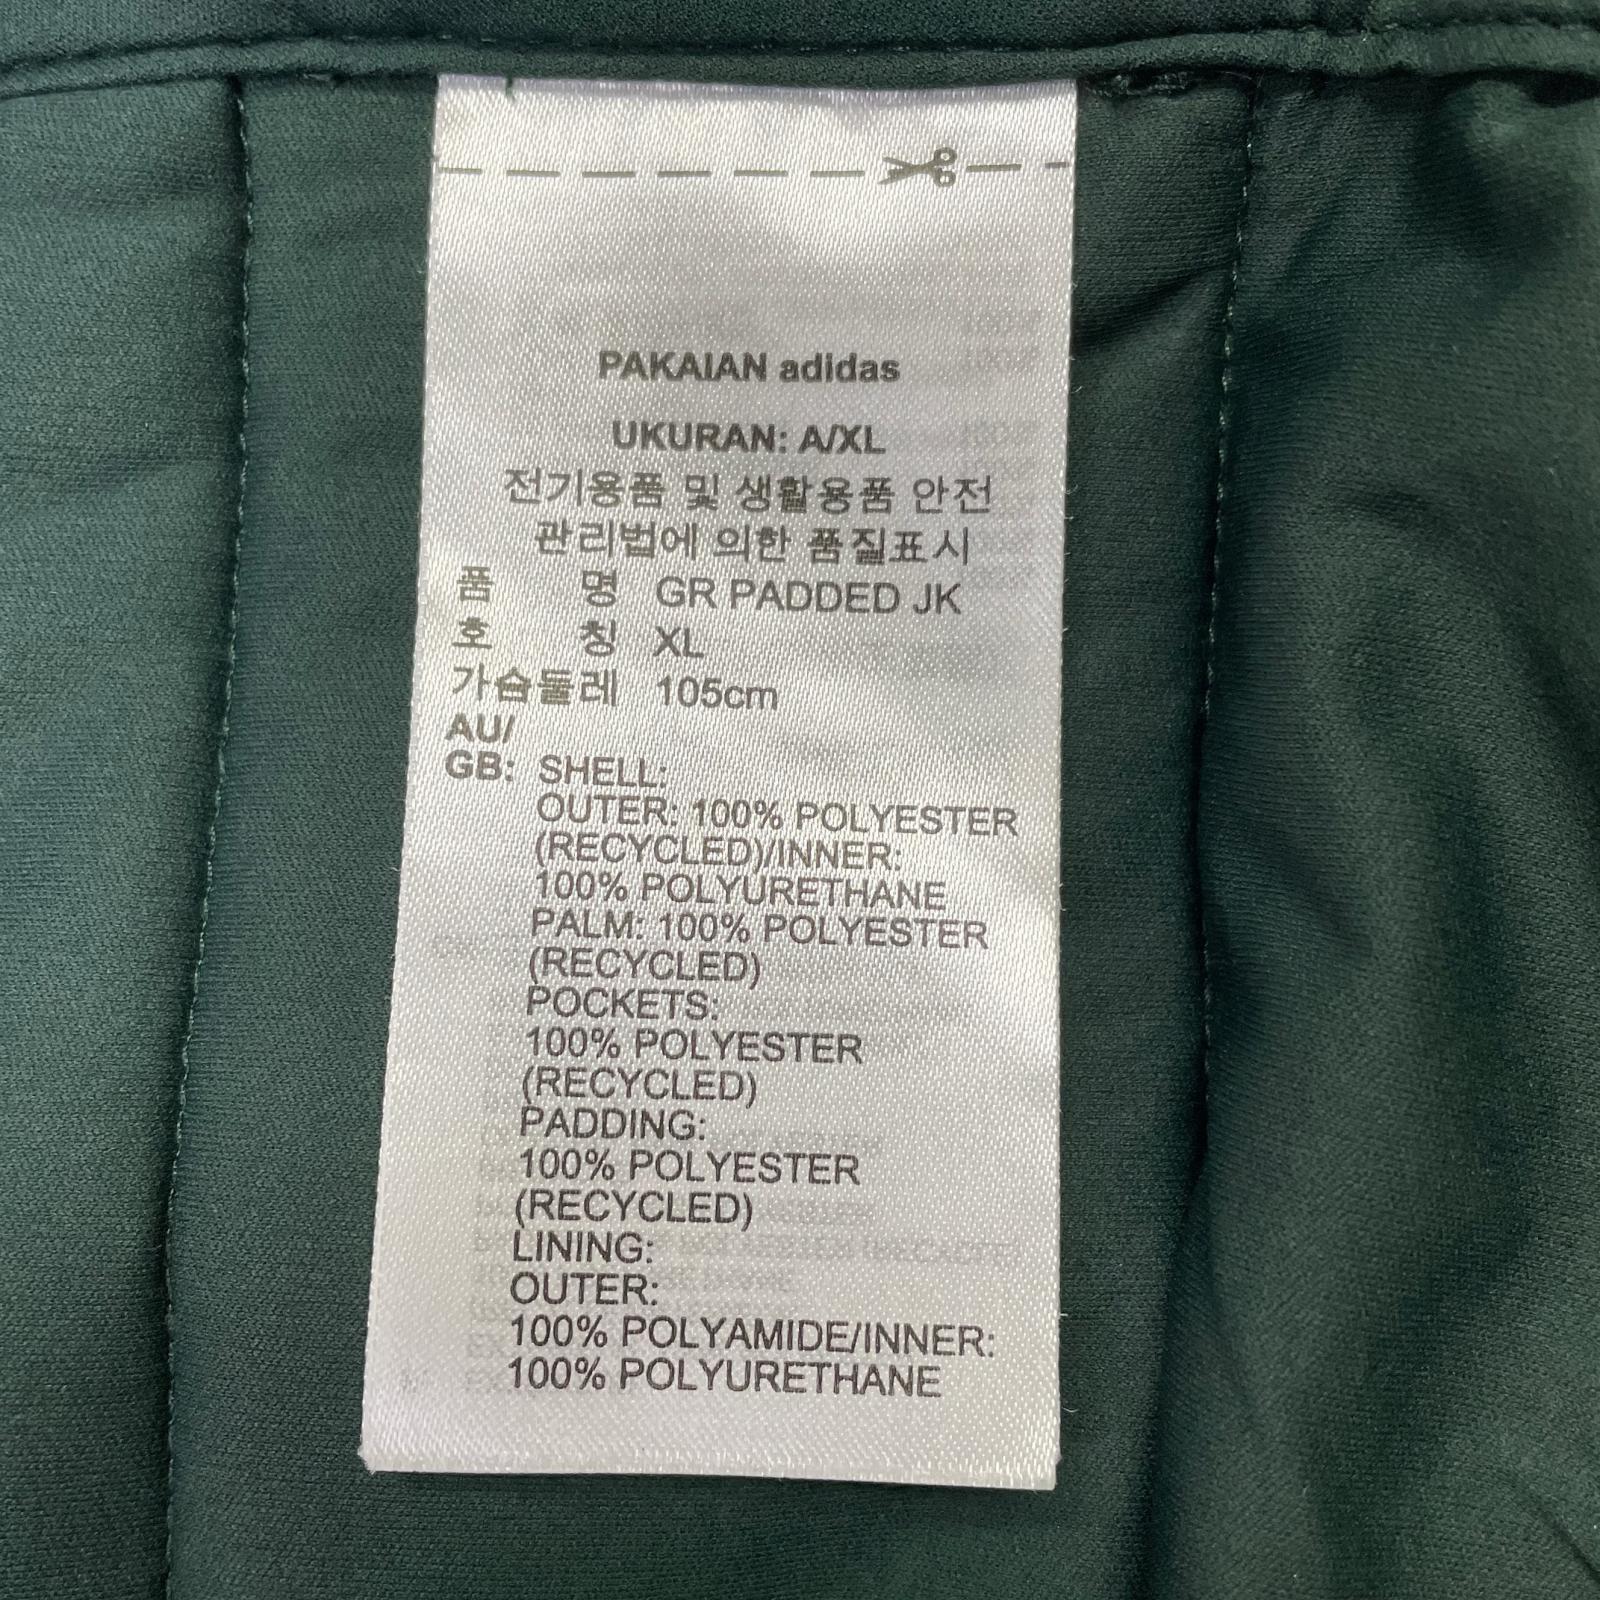 PAKAIAN adidas
UKURAN: A/XL
전기용품 및 생활용품 안전
관리법에 의한 품질표시
품 명 GR PADDED JK
호 칭 XL
가슴둘레 105cm
AU/
GB: SHELL:
OUTER: 100% POLYESTER
(RECYCLED)/INNER:
100% POLYURETHANE
PALM: 100% POLYESTER
(RECYCLED)
POCKETS:
100% POLYESTER
(RECYCLED)
PADDING:
100% POLYESTER
(RECYCLED)
LINING:
OUTER:
100% POLYAMIDE/INNER:
100% POLYURETHANE